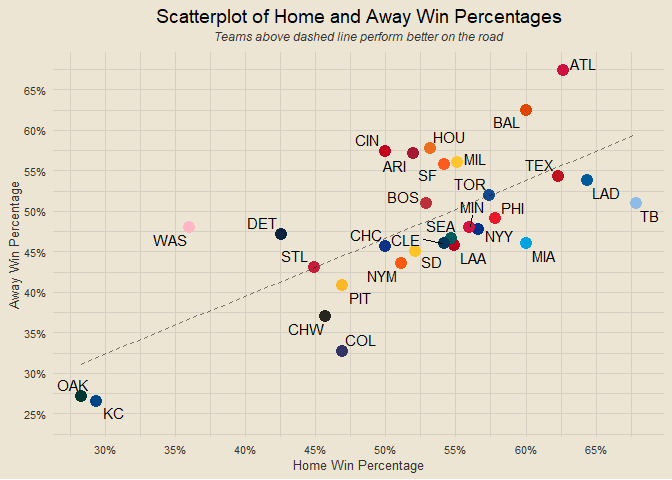 Scatterplot of Home and Away Win Percentages
Teams above dashed line perform better on the road
ATL
65%
BAL
60%
CIN
HOU
ARI
SF
MIL
55%
TEX
TOR
LAD
BOS
50%
MIN
PHI
TB
DET
WAS
SEA
CHC
CLE
NYY
45%
STL
SD
LAA
MIA
NYM
40%
PIT
35%
CHW
COL
30%
OAK
KC
25%
Away Win Percentage
30%
35%
40%
45%
50%
55%
60%
65%
Home Win Percentage